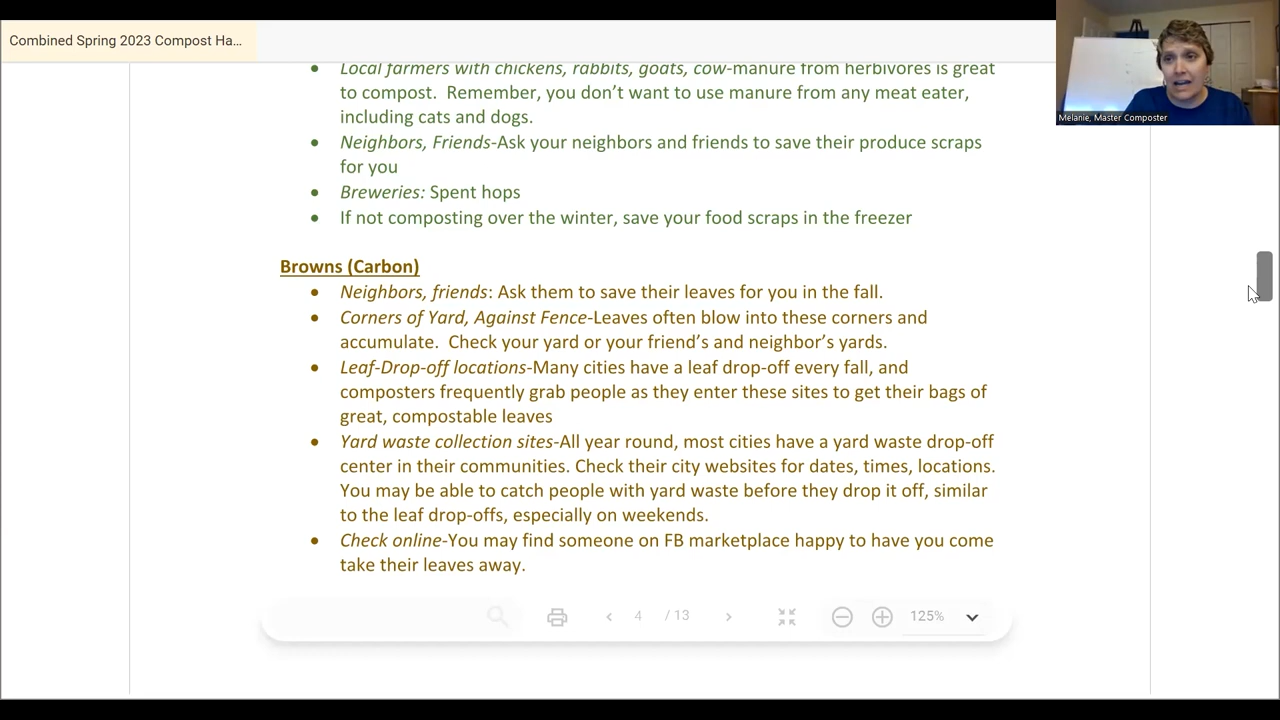 Combined Spring 2023 Compost Ha...
Melanie, Master Composter
• Local farmers with chickens, rabbits, goats, cow-manure from herbivores is great
to compost.  Remember, you don’t want to use manure from any meat eater,
including cats and dogs.
• Neighbors, Friends-Ask your neighbors and friends to save their produce scraps
for you
• Breweries: Spent hops
• If not composting over the winter, save your food scraps in the freezer
Browns (Carbon)
• Neighbors, friends: Ask them to save their leaves for you in the fall.
• Corners of Yard, Against Fence-Leaves often blow into these corners and
accumulate.  Check your yard or your friend’s and neighbor’s yards.
• Leaf-Drop-off locations-Many cities have a leaf drop-off every fall, and
composters frequently grab people as they enter these sites to get their bags of
great, compostable leaves
• Yard waste collection sites-All year round, most cities have a yard waste drop-off
center in their communities. Check their city websites for dates, times, locations.
You may be able to catch people with yard waste before they drop it off, similar
to the leaf drop-offs, especially on weekends.
• Check online-You may find someone on FB marketplace happy to have you come
take their leaves away.
4 / 13 125%